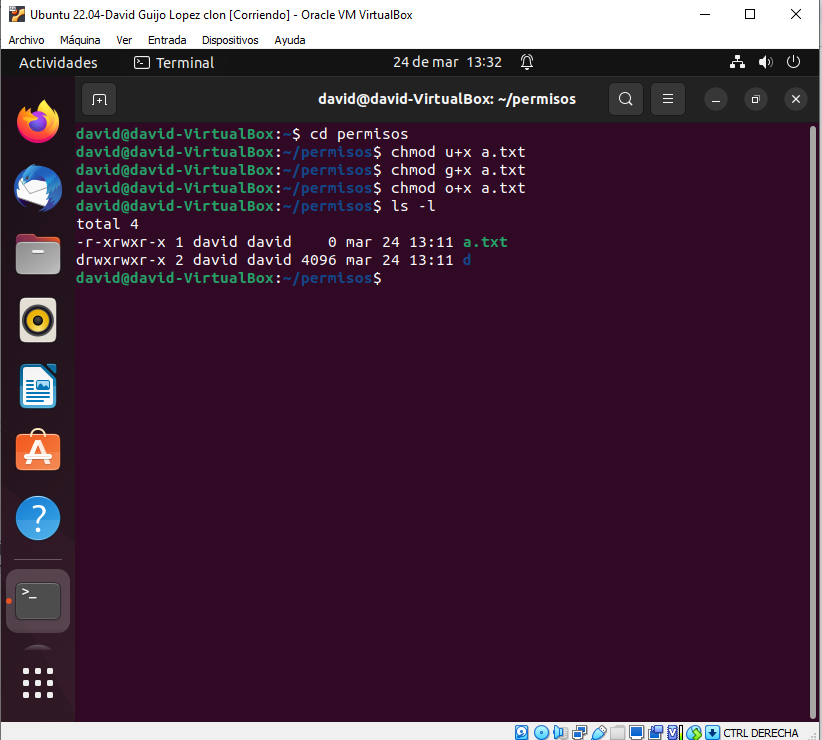 Ubuntu 22.04-David Guijo Lopez clon [Corriendo] - Oracle VM VirtualBox
Archivo Máquina Ver Entrada Dispositivos Ayuda
Actividades Terminal 24 de mar 13:32
david@david-VirtualBox: ~/permisos
david@david-VirtualBox:~$ cd permisos
david@david-VirtualBox:~/permisos$ chmod u+x a.txt
david@david-VirtualBox:~/permisos$ chmod g+x a.txt
david@david-VirtualBox:~/permisos$ chmod o+x a.txt
david@david-VirtualBox:~/permisos$ ls -l
total 4
-r-xrwxr-x 1 david david    0 mar 24 13:11 a.txt
drwxrwxr-x 2 david david 4096 mar 24 13:11 d
david@david-VirtualBox:~/permisos$
CTRL DERECHA